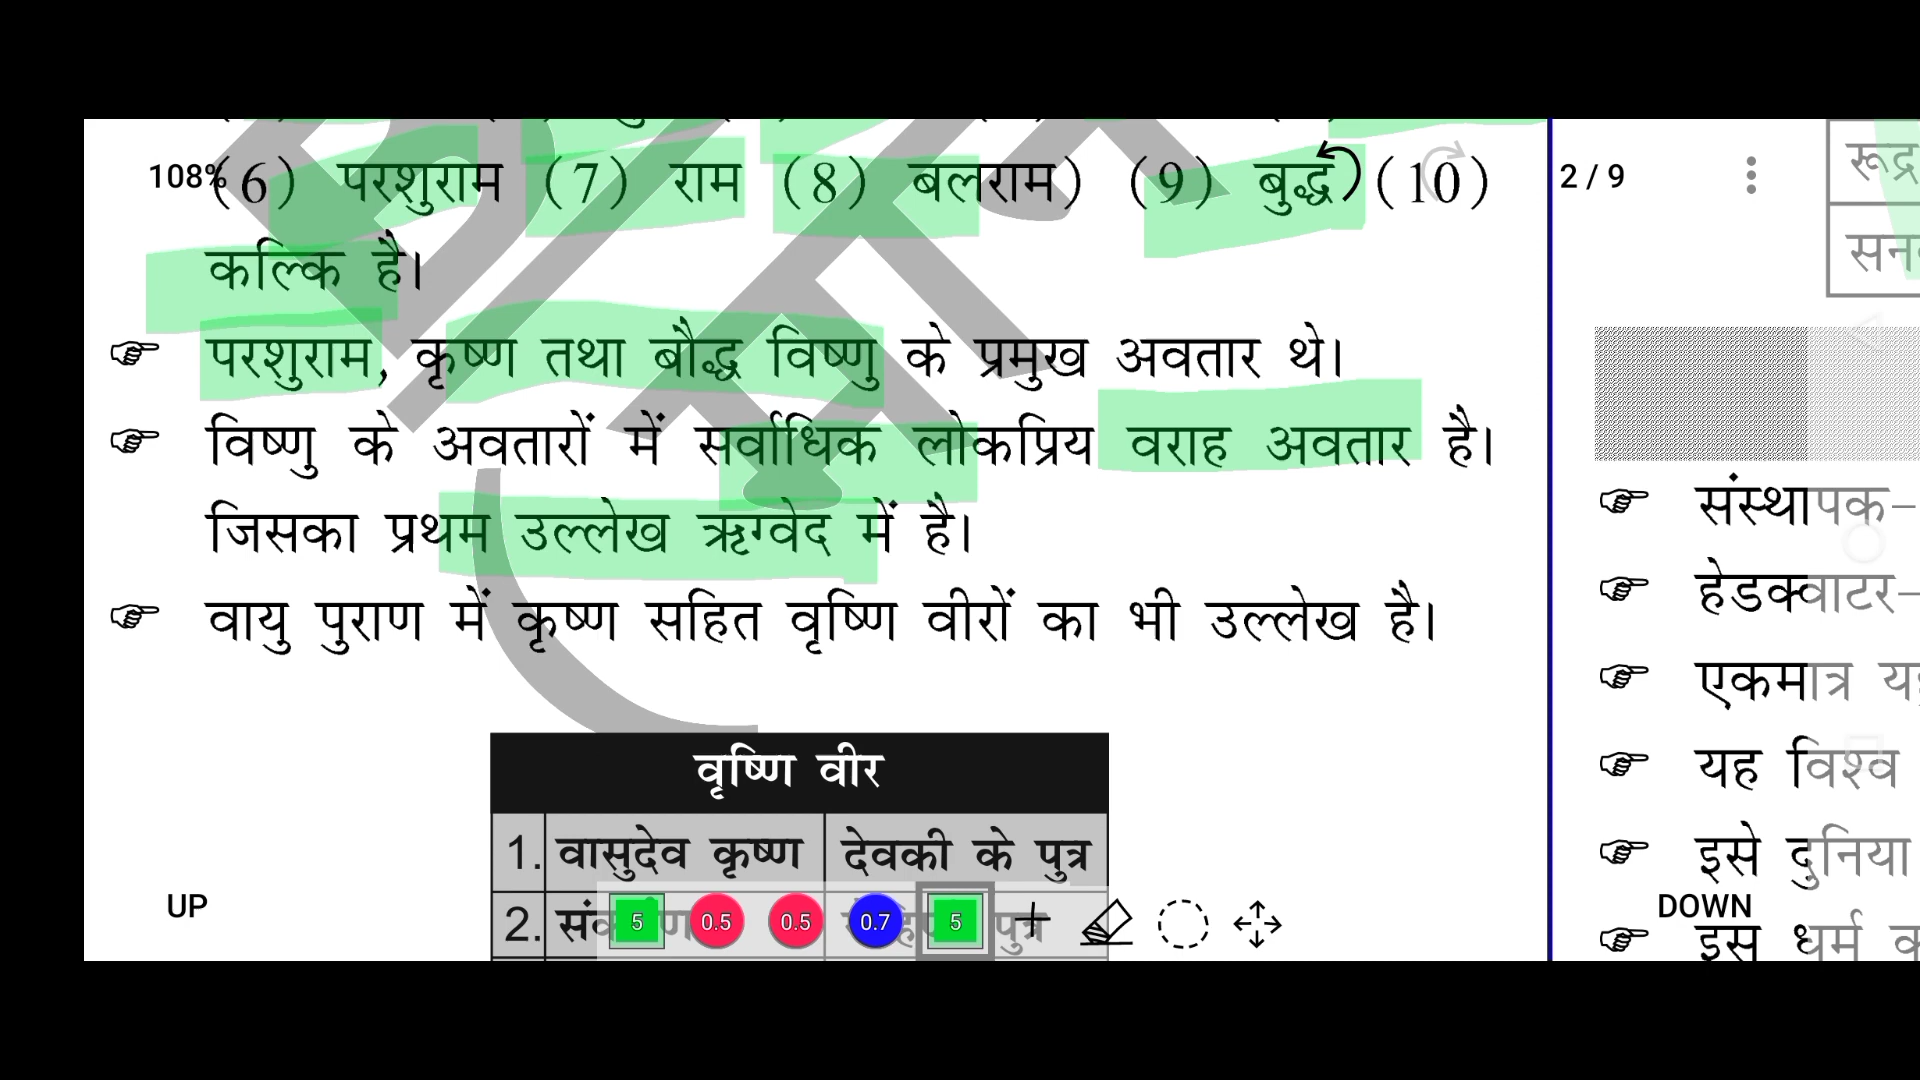 108%
(6) परशुराम (7) राम (8) बलराम) (9) बुद्ध (10)
कल्कि है।
परशुराम, कृष्ण तथा बौद्ध विष्णु के प्रमुख अवतार थे।
विष्णु के अवतारों में सर्वाधिक लोकप्रिय वराह अवतार है।
जिसका प्रथम उल्लेख ऋग्वेद में है।
वायु पुराण में कृष्ण सहित वृष्णि वीरों का भी उल्लेख है।
वृष्णि वीर
1. वासुदेव कृष्ण देवकी के पुत्र
2. पुत्र
UP
5 0.5 0.5 0.7 5
2 / 9
संस्थापक–
हेडक्वाटर–
एकमात्र
यह विश्व
इसे दुनिया
इस धर्म
DOWN